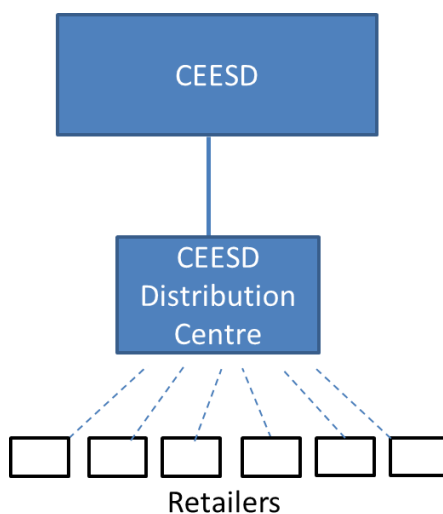 CEESD
CEESD
Distribution
Centre
Retailers